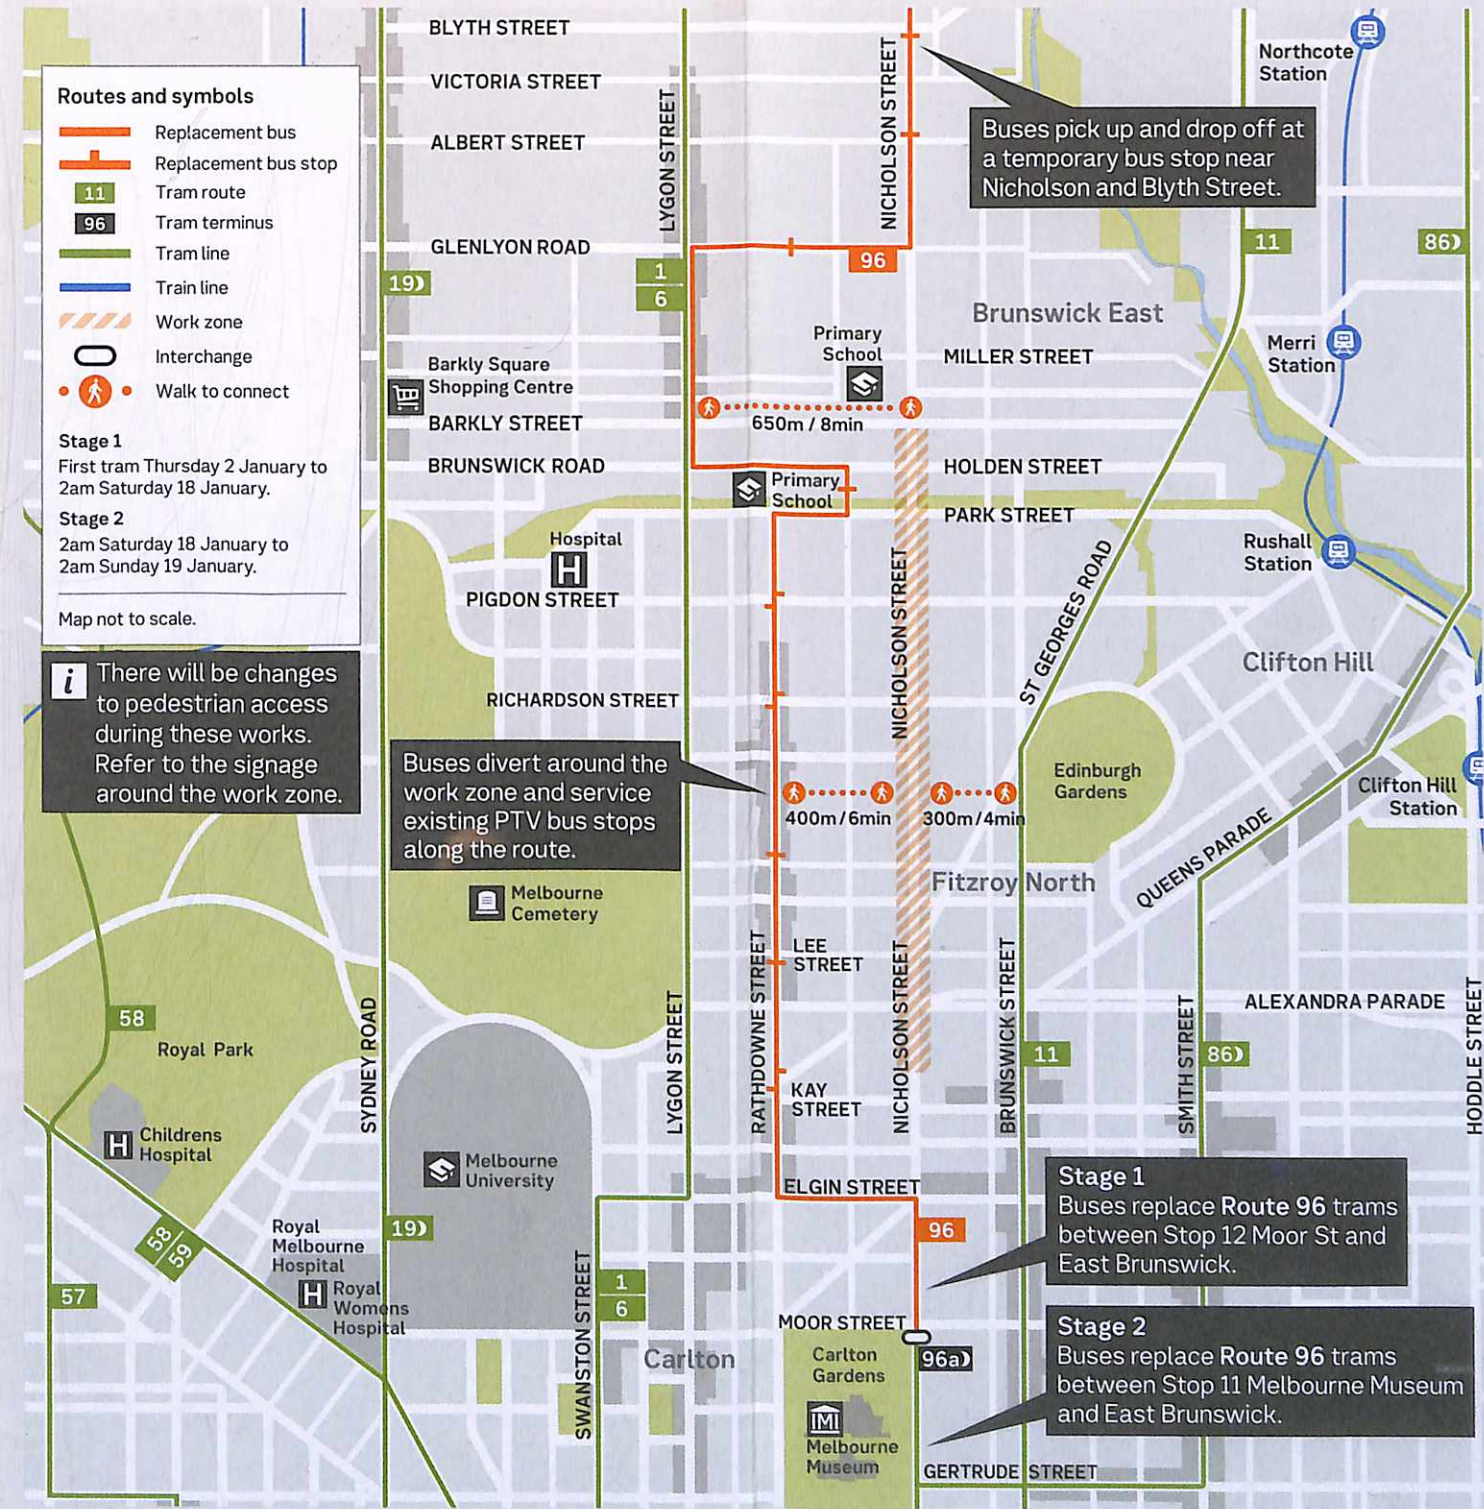 BLYTH STREET
VICTORIA STREET
ALBERT STREET
GLENLYON ROAD
LYGON STREET
NICHOLSON STREET
Northcote
Station
Buses pick up and drop off at
a temporary bus stop near
Nicholson and Blyth Street.
Routes and symbols
Replacement bus
Replacement bus stop
11
Tram route
96
Tram terminus
Tram line
Train line
Work zone
Interchange
Walk to connect
Stage 1
First tram Thursday 2 January to
2am Saturday 18 January.
Stage 2
2am Saturday 18 January to
2am Sunday 19 January.
Map not to scale.
i
There will be changes
to pedestrian access
during these works.
Refer to the signage
around the work zone.
19
1
6
96
11
86
Brunswick East
Primary
School
MILLER STREET
Merri
Station
Barkly Square
Shopping Centre
BARKLY STREET
650m / 8min
BRUNSWICK ROAD
HOLDEN STREET
Primary
School
PARK STREET
Hospital
H
PIGDON STREET
NICHOLSON STREET
ST GEORGES ROAD
Rushall
Station
Clifton Hill
RICHARDSON STREET
Buses divert around the
work zone and service
existing PTV bus stops
along the route.
400m / 6min
300m / 4min
Edinburgh
Gardens
Clifton Hill
Station
QUEENS PARADE
Fitzroy North
Melbourne
Cemetery
LEE
STREET
RATHDOWNE STREET
NICHOLSON STREET
BRUNSWICK STREET
ALEXANDRA PARADE
SMITH STREET
HODDLE STREET
58
Royal Park
SYDNEY ROAD
LYGON STREET
11
86
KAY
STREET
H
Childrens
Hospital
Melbourne
University
ELGIN STREET
58
59
Royal
Melbourne
Hospital
H
Royal
Womens
Hospital
19
57
96
Stage 1
Buses replace Route 96 trams
between Stop 12 Moor St and
East Brunswick.
SWANSTON STREET
1
6
MOOR STREET
Carlton
Carlton
Gardens
96a
Stage 2
Buses replace Route 96 trams
between Stop 11 Melbourne Museum
and East Brunswick.
M
Melbourne
Museum
GERTRUDE STREET